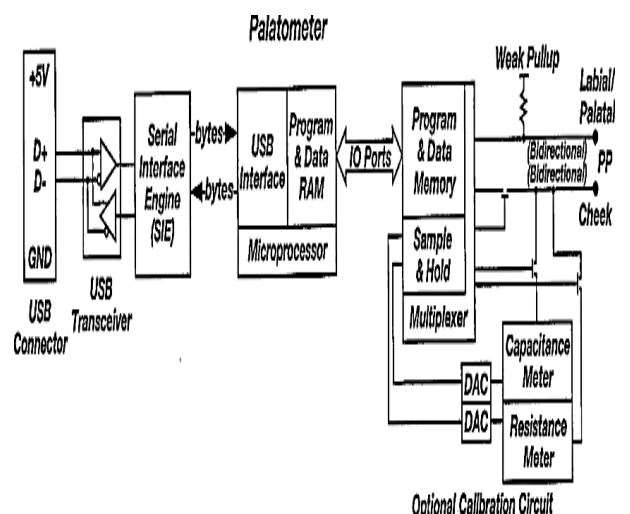 Palatometer
+5V
D+
D-
GND
USB
Connector
USB
Transceiver
Serial
Interface
Engine
(SIE)
bytes
bytes
USB
Interface
Program
& Data
RAM
Microprocessor
IO Ports
Program
& Data
Memory
Sample
& Hold
Multiplexer
Weak Pullup
Labial/
Palatal
(Bidirectional)
(Bidirectional)
PP
Cheek
DAC
DAC
Capacitance
Meter
Resistance
Meter
Optional Calibration Circuit